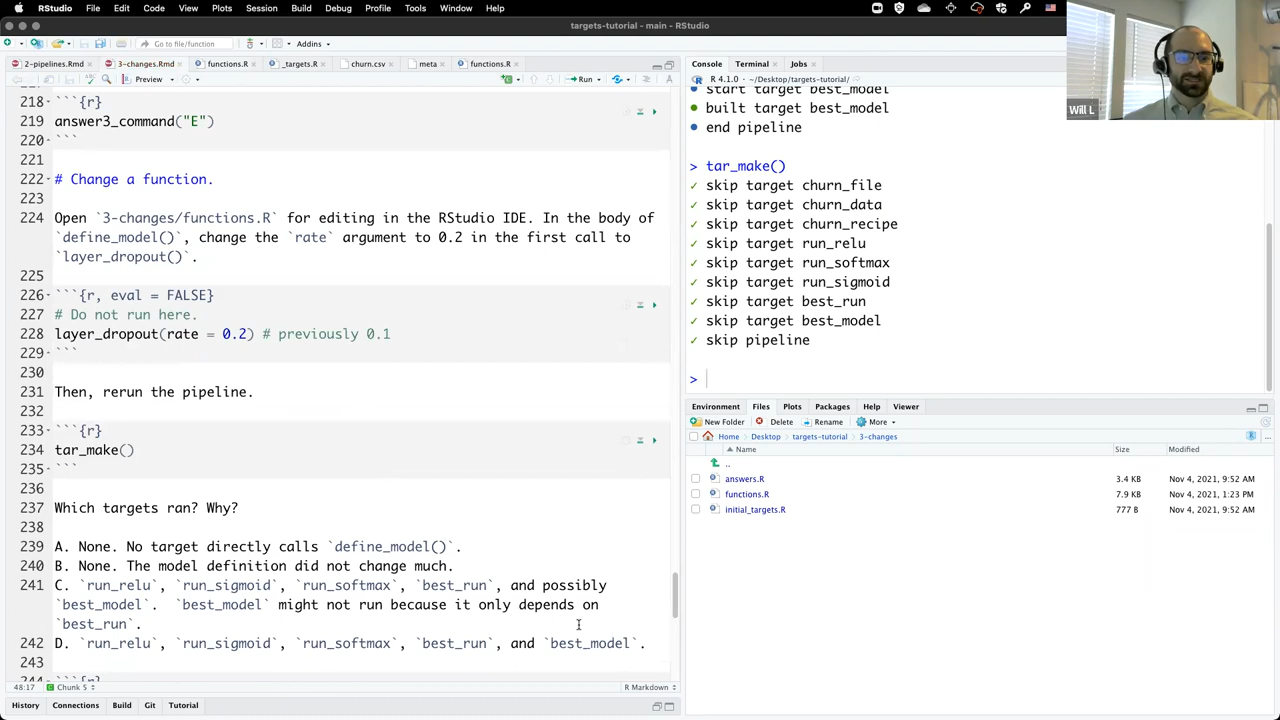 RStudio File Edit Code View Plots Session Build Debug Profile Tools Window Help
targets-tutorial - main - RStudio
Go to file/function Addins
2-pipelines.Rmd 3-changes.Rmd functions.R _targets.R churn.csv meta functions.R
Preview Run
218 ```{r}
219 answer3_command("E")
220 ```
221
222 # Change a function.
223
224 Open `3-changes/functions.R` for editing in the RStudio IDE. In the body of
`define_model()`, change the `rate` argument to 0.2 in the first call to
`layer_dropout()`.
225
226 ```{r, eval = FALSE}
227 # Do not run here.
228 layer_dropout(rate = 0.2) # previously 0.1
229 ```
230
231 Then, rerun the pipeline.
232
233 ```{r}
234 tar_make()
235 ```
236
237 Which targets ran? Why?
238
239 A. None. No target directly calls `define_model()`.
240 B. None. The model definition did not change much.
241 C. `run_relu`, `run_sigmoid`, `run_softmax`, `best_run`, and possibly
`best_model`. `best_model` might not run because it only depends on
`best_run`.
242 D. `run_relu`, `run_sigmoid`, `run_softmax`, `best_run`, and `best_model`.
243
244 ```{r}
48:17 Chunk 5 R Markdown
History Connections Build Git Tutorial
Console Terminal Jobs
R 4.1.0 · ~/Desktop/targets-tutorial/
start target best_model
built target best_model
end pipeline
> tar_make()
✓ skip target churn_file
✓ skip target churn_data
✓ skip target churn_recipe
✓ skip target run_relu
✓ skip target run_softmax
✓ skip target run_sigmoid
✓ skip target best_run
✓ skip target best_model
✓ skip pipeline
>
Environment Files Plots Packages Help Viewer
New Folder Delete Rename More
Home Desktop targets-tutorial 3-changes
Name Size Modified
..
answers.R 3.4 KB Nov 4, 2021, 9:52 AM
functions.R 7.9 KB Nov 4, 2021, 1:23 PM
initial_targets.R 777 B Nov 4, 2021, 9:52 AM
Will L